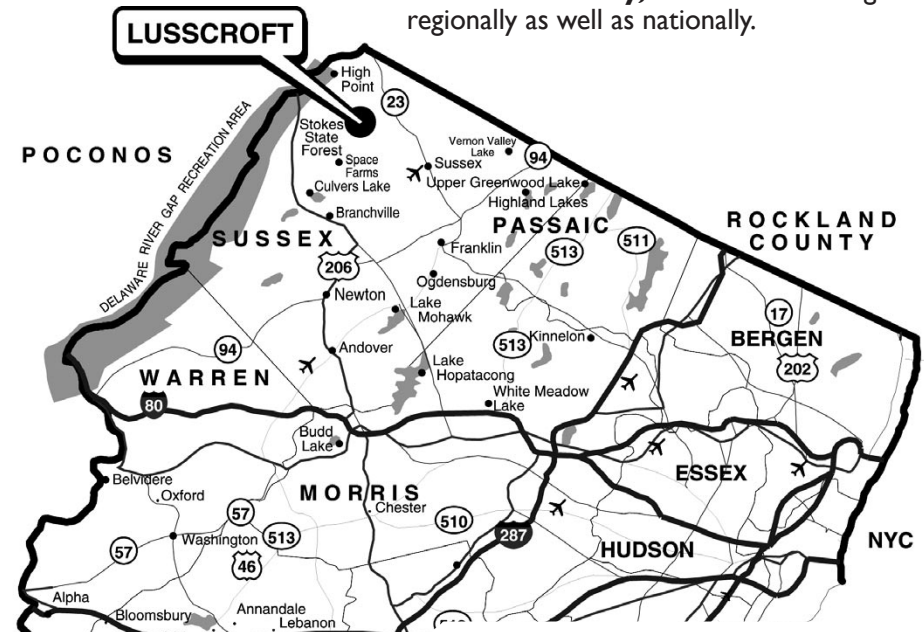 regionally as well as nationally.
LUSSCROFT
High
Point
23
DELAWARE RIVER GAP RECREATION AREA
POCONOS
Stokes
State
Forest
Space
Farms
Culvers Lake
Branchville
Sussex
Vernon Valley
Lake
94
Upper Greenwood Lake
Highland Lakes
SUSSEX
PASSAIC
ROCKLAND
COUNTY
513
511
206
Franklin
Ogdensburg
Newton
Lake
Mohawk
17
BERGEN
202
513
Kinnelon
94
Andover
Lake
Hopatcong
WARREN
80
White Meadow
Lake
Budd
Lake
ESSEX
Belvidere
Oxford
MORRIS
Chester
57
513
510
287
Washington
57
46
HUDSON
NYC
Alpha
Bloomsbury
Annandale
Lebanon